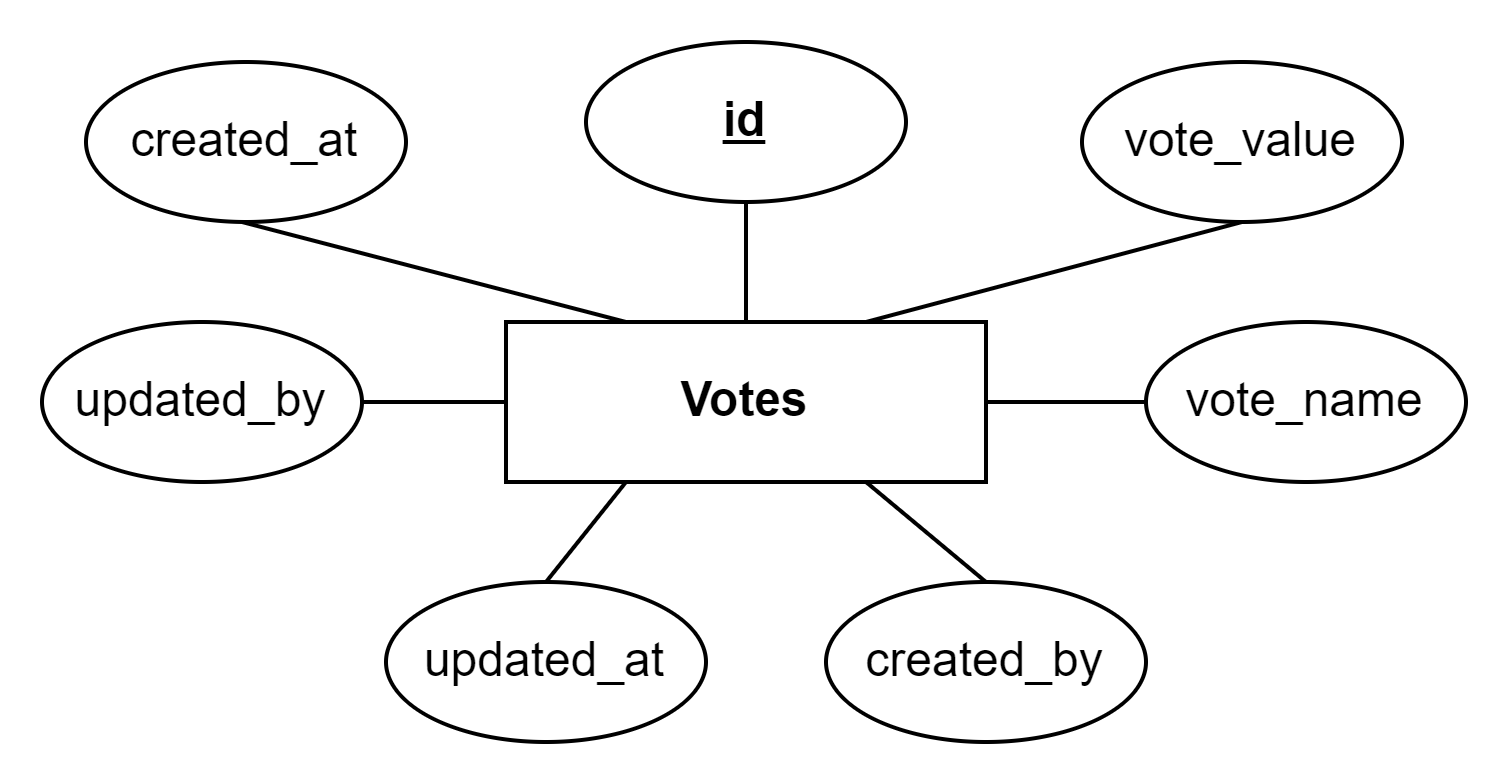 id
created_at
vote_value
updated_by
Votes
vote_name
updated_at
created_by